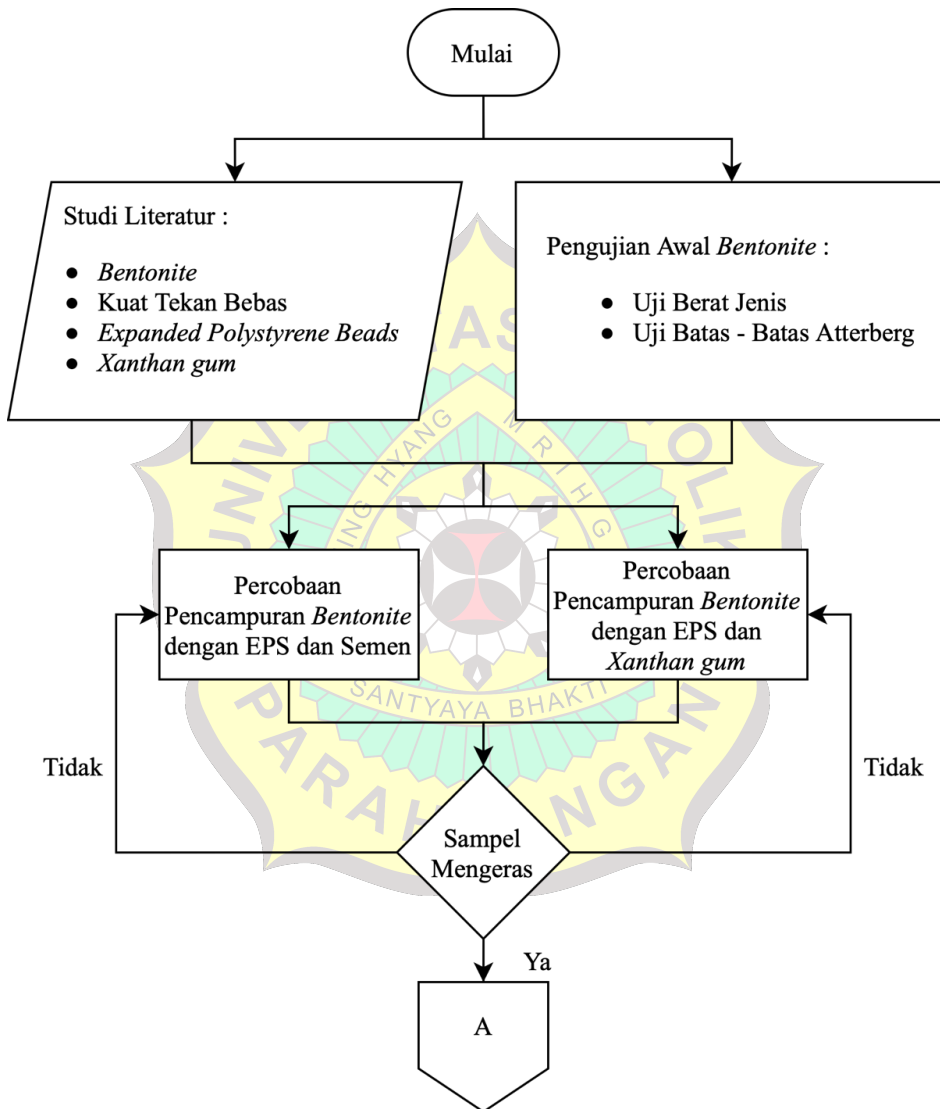 Mulai
Studi Literatur :
● Bentonite
● Kuat Tekan Bebas
● Expanded Polystyrene Beads
● Xanthan gum
Pengujian Awal Bentonite :
● Uji Berat Jenis
● Uji Batas - Batas Atterberg
Percobaan
Pencampuran Bentonite
dengan EPS dan Semen
Percobaan
Pencampuran Bentonite
dengan EPS dan
Xanthan gum
SANTYAYA BHAKTI
Tidak
Tidak
Sampel
Mengeras
Ya
A